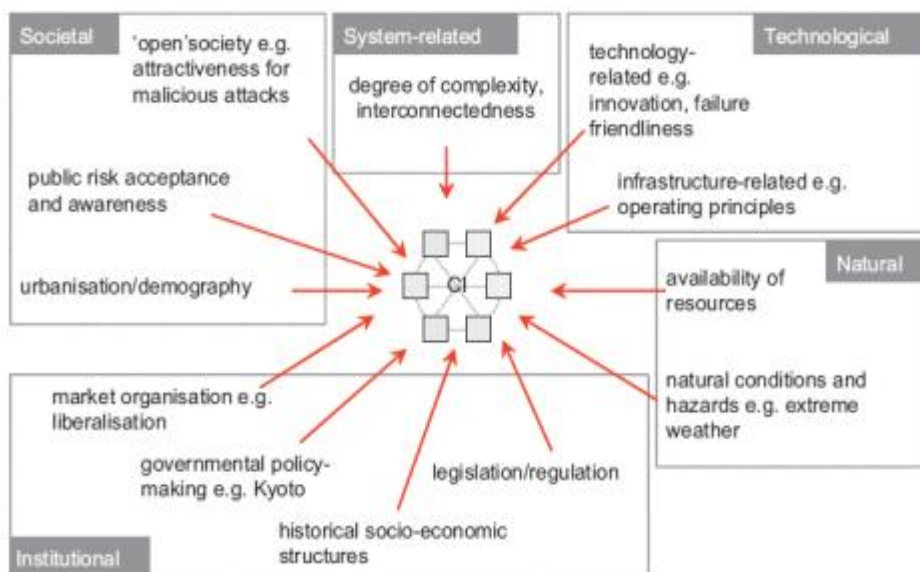 Societal
'open'society e.g.
attractiveness for
malicious attacks
public risk acceptance
and awareness
urbanisation/demography
System-related
degree of complexity,
interconnectedness
Technological
technology-
related e.g.
innovation, failure
friendliness
infrastructure-related e.g.
operating principles
CI
Natural
availability of
resources
natural conditions and
hazards e.g. extreme
weather
market organisation e.g.
liberalisation
governmental policy-
making e.g. Kyoto
historical socio-economic
structures
legislation/regulation
Institutional